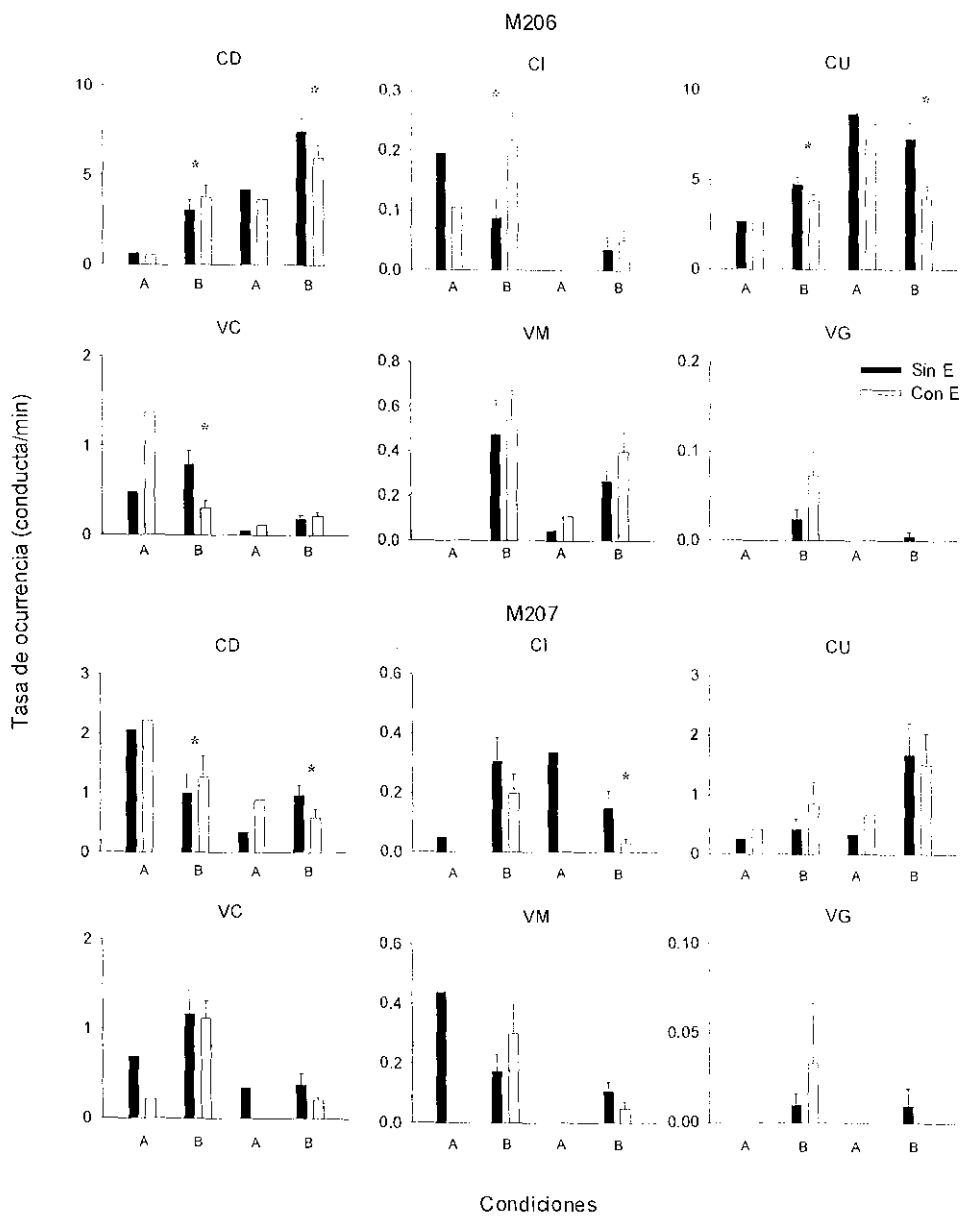 M206
CD
CI
CU
10
5
0
*
*
A B A B
0,3
0.2
0.1
0.0
*
A B A B
10
5
0
*
*
A B A B
VC
VM
VG
2
1
0
*
A B A B
0.8
0.6
0.4
0.2
0.0
A B A B
0.2
0.1
0.0
Sin E
Con E
A B A B
Tasa de ocurrencia (conducta/min)
M207
CD
CI
CU
3
2
1
0
*
*
A B A B
0.6
0.4
0.2
0.0
*
A B A B
3
2
1
0
A B A B
VC
VM
VG
2
1
0
A B A B
0.6
0.4
0.2
0.0
A B A B
0.10
0.05
0.00
A B A B
Condiciones